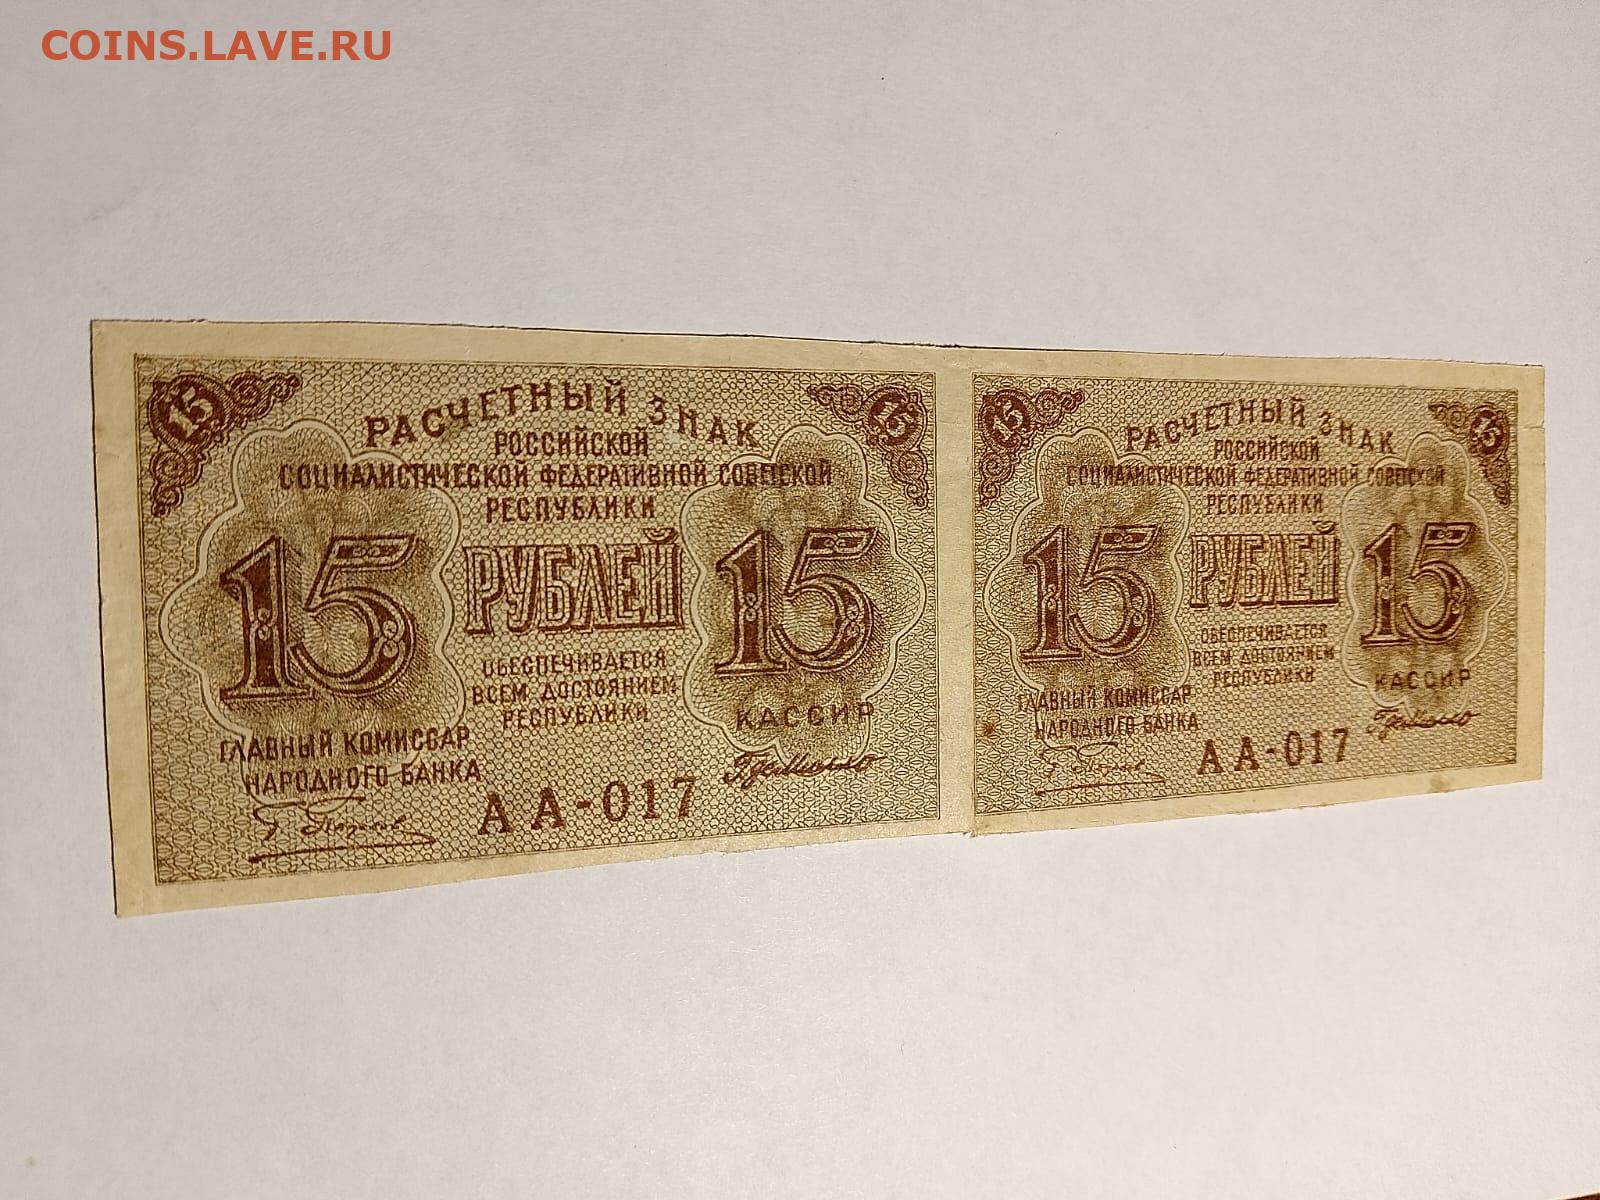 COINS.LAVE.RU
15 15
РАСЧЕТНЫЙ ЗНАК
РОССИЙСКОЙ
СОЦИАЛИСТИЧЕСКОЙ ФЕДЕРАТИВНОЙ СОВЕТСКОЙ
РЕСПУБЛИКИ
15 РУБЛЕЙ 15
ОБЕСПЕЧИВАЕТСЯ
ВСЕМ ДОСТОЯНИЕМ
РЕСПУБЛИКИ
ГЛАВНЫЙ КОМИССАР
НАРОДНОГО БАНКА
КАССИР
АА-017
15 15
РАСЧЕТНЫЙ ЗНАК
РОССИЙСКОЙ
СОЦИАЛИСТИЧЕСКОЙ ФЕДЕРАТИВНОЙ СОВЕТСКОЙ
РЕСПУБЛИКИ
15 РУБЛЕЙ 15
ОБЕСПЕЧИВАЕТСЯ
ВСЕМ ДОСТОЯНИЕМ
РЕСПУБЛИКИ
ГЛАВНЫЙ КОМИССАР
НАРОДНОГО БАНКА
КАССИР
АА-017